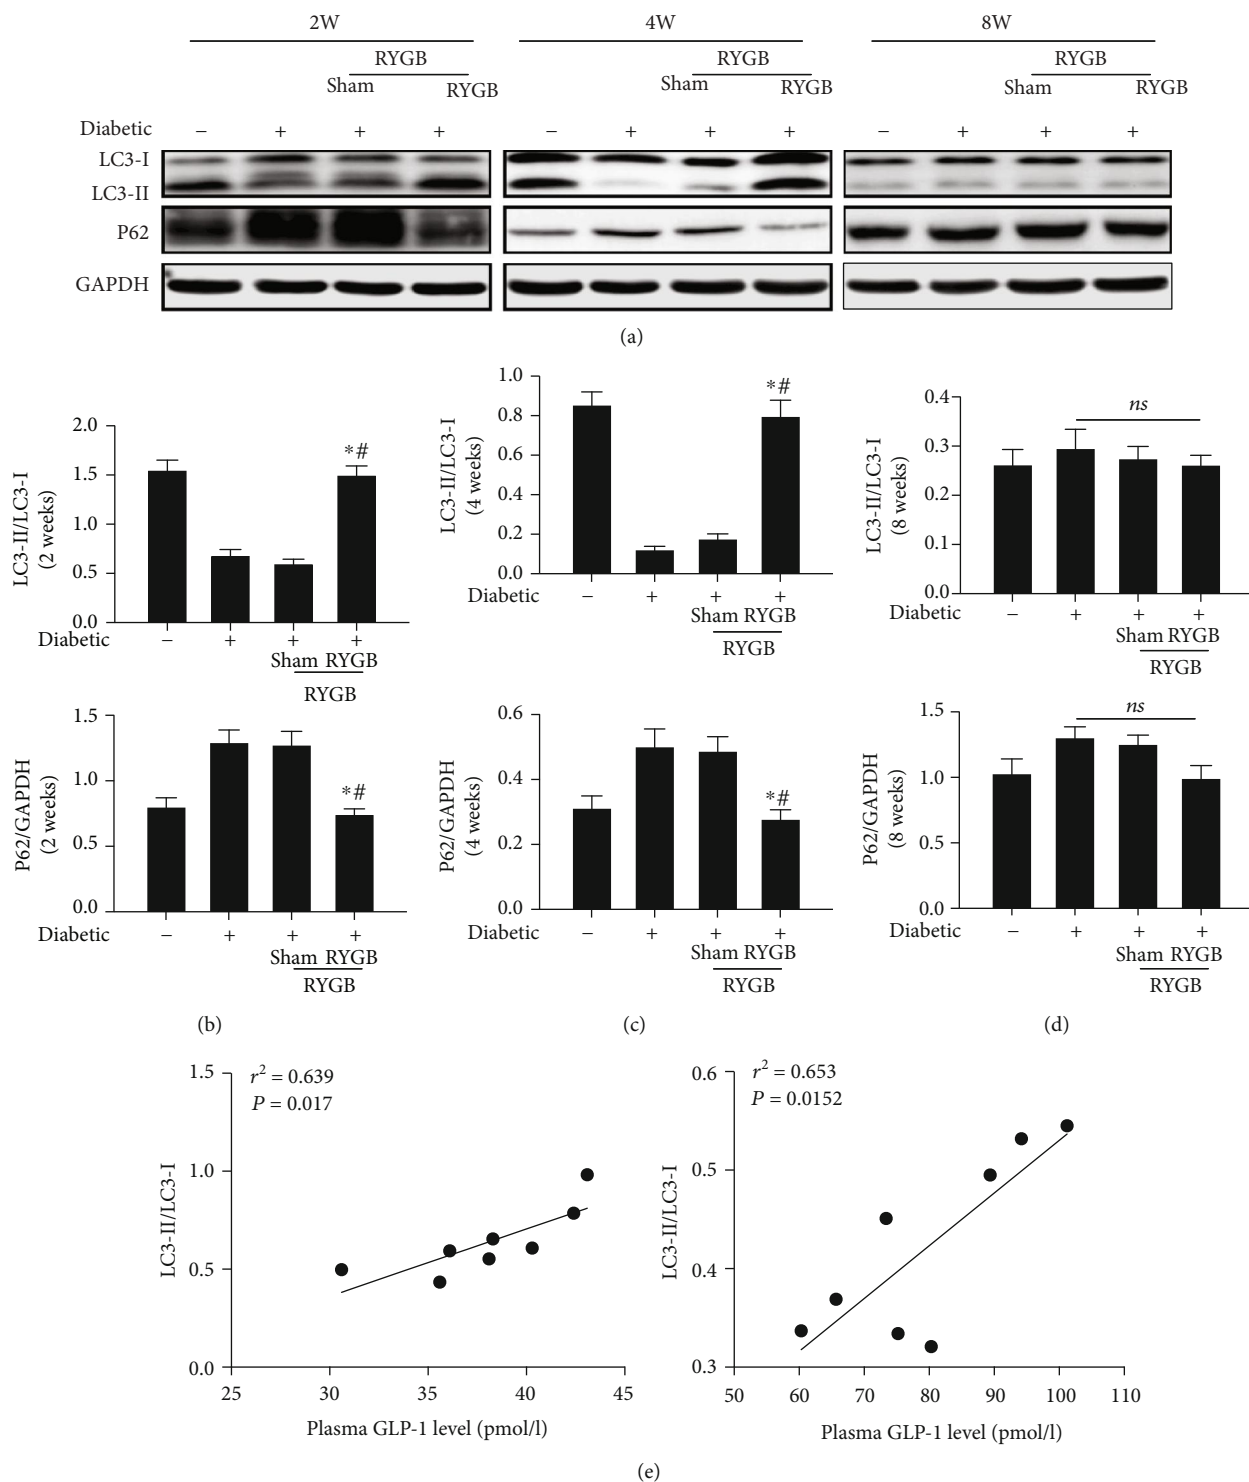 2W 4W 8W
RYGB RYGB RYGB
Sham RYGB Sham RYGB Sham RYGB
Diabetic − + + + − + + + − + + +
LC3-I
LC3-II
P62
GAPDH
(a)
LC3-II/LC3-I
(2 weeks)
2.0
1.5
1.0
0.5
0.0
*#
Diabetic − + + +
Sham RYGB
RYGB
P62/GAPDH
(2 weeks)
1.5
1.0
0.5
0.0
*#
Diabetic − + + +
Sham RYGB
RYGB
(b)
LC3-II/LC3-I
(4 weeks)
1.0
0.8
0.6
0.4
0.2
0.0
*#
Diabetic − + + +
Sham RYGB
RYGB
P62/GAPDH
(4 weeks)
0.6
0.4
0.2
0.0
*#
Diabetic − + + +
Sham RYGB
RYGB
(c)
LC3-II/LC3-I
(8 weeks)
0.4
0.3
0.2
0.1
0.0
ns
Diabetic − + + +
Sham RYGB
RYGB
P62/GAPDH
(8 weeks)
1.5
1.0
0.5
0.0
ns
Diabetic − + + +
Sham RYGB
RYGB
(d)
LC3-II/LC3-I
1.5
1.0
0.5
0.0
r² = 0.639
P = 0.017
25 30 35 40 45
Plasma GLP-1 level (pmol/l)
LC3-II/LC3-I
0.6
0.5
0.4
0.3
r² = 0.653
P = 0.0152
50 60 70 80 90 100 110
Plasma GLP-1 level (pmol/l)
(e)